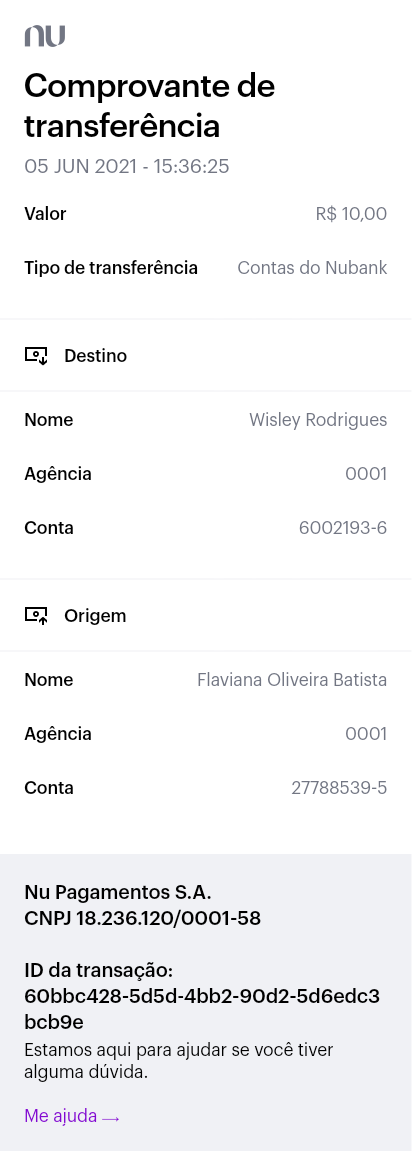 nu
Comprovante de
transferência
05 JUN 2021 - 15:36:25
Valor R$ 10,00
Tipo de transferência Contas do Nubank
Destino
Nome Wisley Rodrigues
Agência 0001
Conta 6002193-6
Origem
Nome Flaviana Oliveira Batista
Agência 0001
Conta 27788539-5
Nu Pagamentos S.A.
CNPJ 18.236.120/0001-58
ID da transação:
60bbc428-5d5d-4bb2-90d2-5d6edc3
bcb9e
Estamos aqui para ajudar se você tiver
alguma dúvida.
Me ajuda →